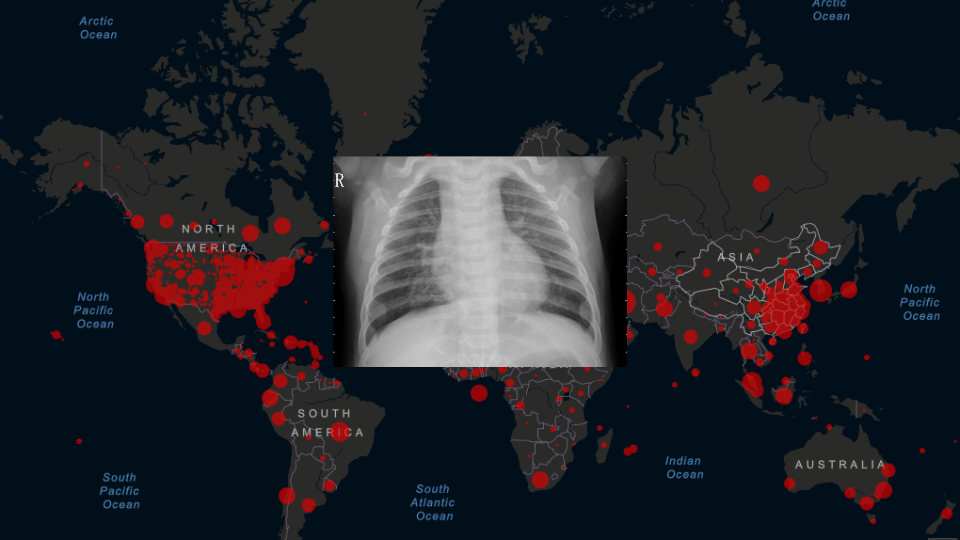 Arctic
Ocean
Arctic
Ocean
R
NORTH
AMERICA
ASIA
North
Pacific
Ocean
North
Pacific
Ocean
SOUTH
AMERICA
AUSTRALIA
South
Pacific
Ocean
South
Atlantic
Ocean
Indian
Ocean